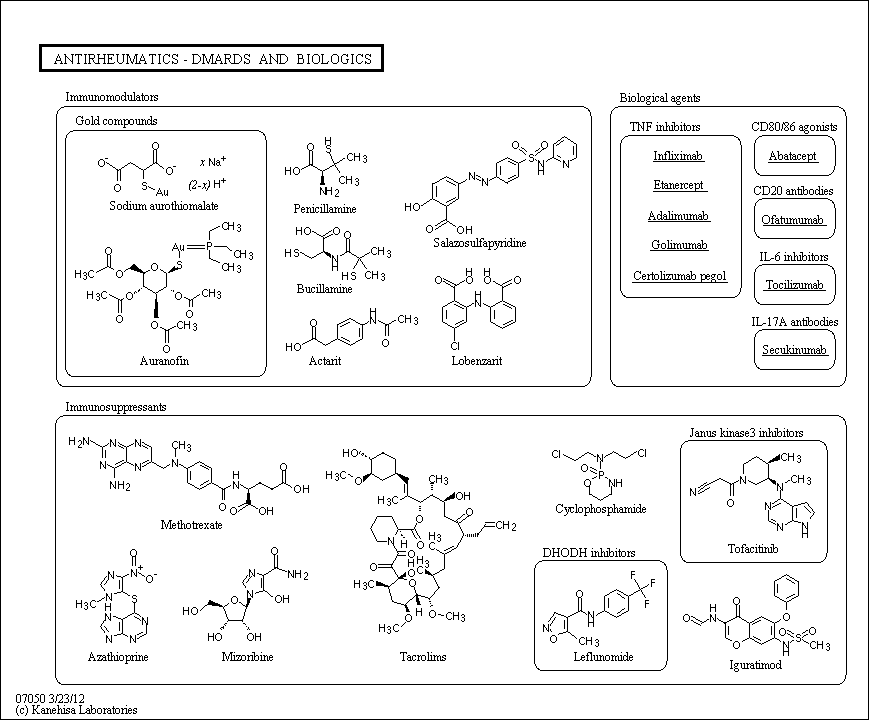 ANTIRHEUMATICS - DMARDS AND BIOLOGICS
Immunomodulators
Gold compounds
x Na+
(2-x) H+
Sodium aurothiomalate
Auranofin
Penicillamine
Bucillamine
Actarit
Salazosulfapyridine
Lobenzarit
Biological agents
TNF inhibitors
Infliximab
Etanercept
Adalimumab
Golimumab
Certolizumab pegol
CD80/86 agonists
Abatacept
CD20 antibodies
Ofatumumab
IL-6 inhibitors
Tocilizumab
IL-17A antibodies
Secukinumab
Immunosuppressants
Methotrexate
Azathioprine
Mizoribine
Tacrolims
Cyclophosphamide
DHODH inhibitors
Leflunomide
Janus kinase3 inhibitors
Tofacitinib
Iguratimod
07050 3/23/12
(c) Kanehisa Laboratories